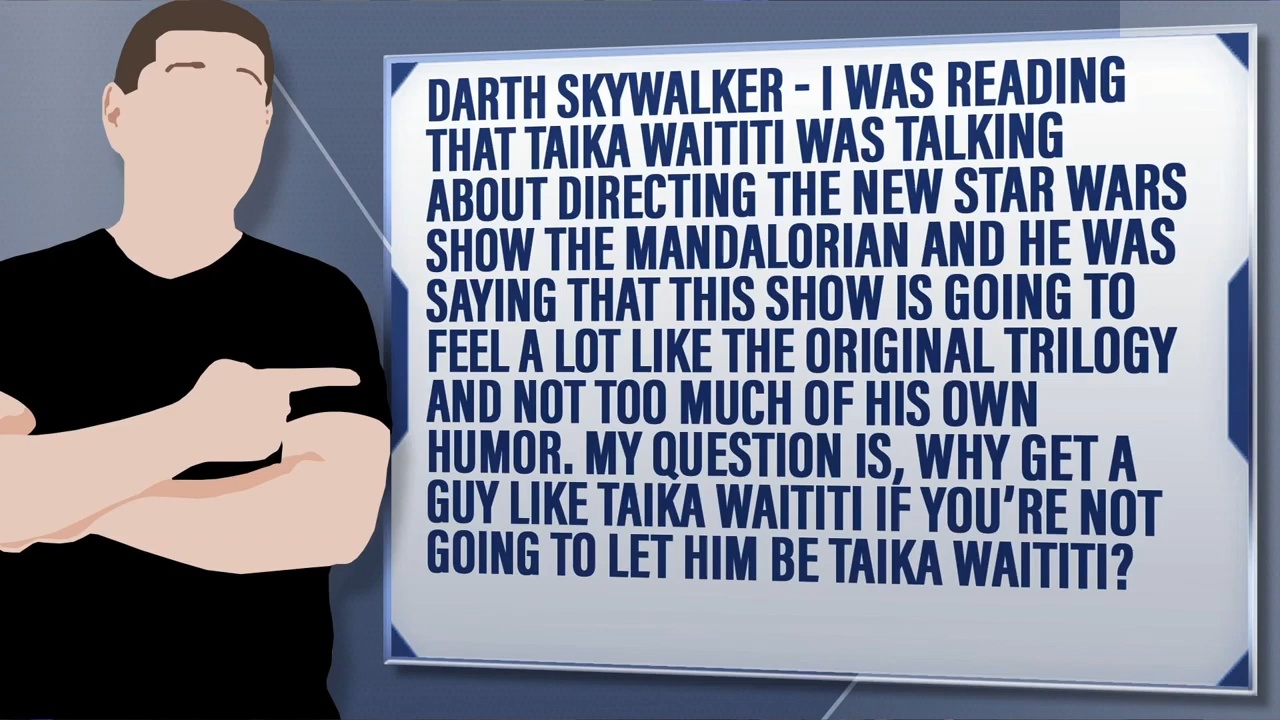 DARTH SKYWALKER - I WAS READING
THAT TAIKA WAITITI WAS TALKING
ABOUT DIRECTING THE NEW STAR WARS
SHOW THE MANDALORIAN AND HE WAS
SAYING THAT THIS SHOW IS GOING TO
FEEL A LOT LIKE THE ORIGINAL TRILOGY
AND NOT TOO MUCH OF HIS OWN
HUMOR. MY QUESTION IS, WHY GET A
GUY LIKE TAIKA WAITITI IF YOU'RE NOT
GOING TO LET HIM BE TAIKA WAITITI?